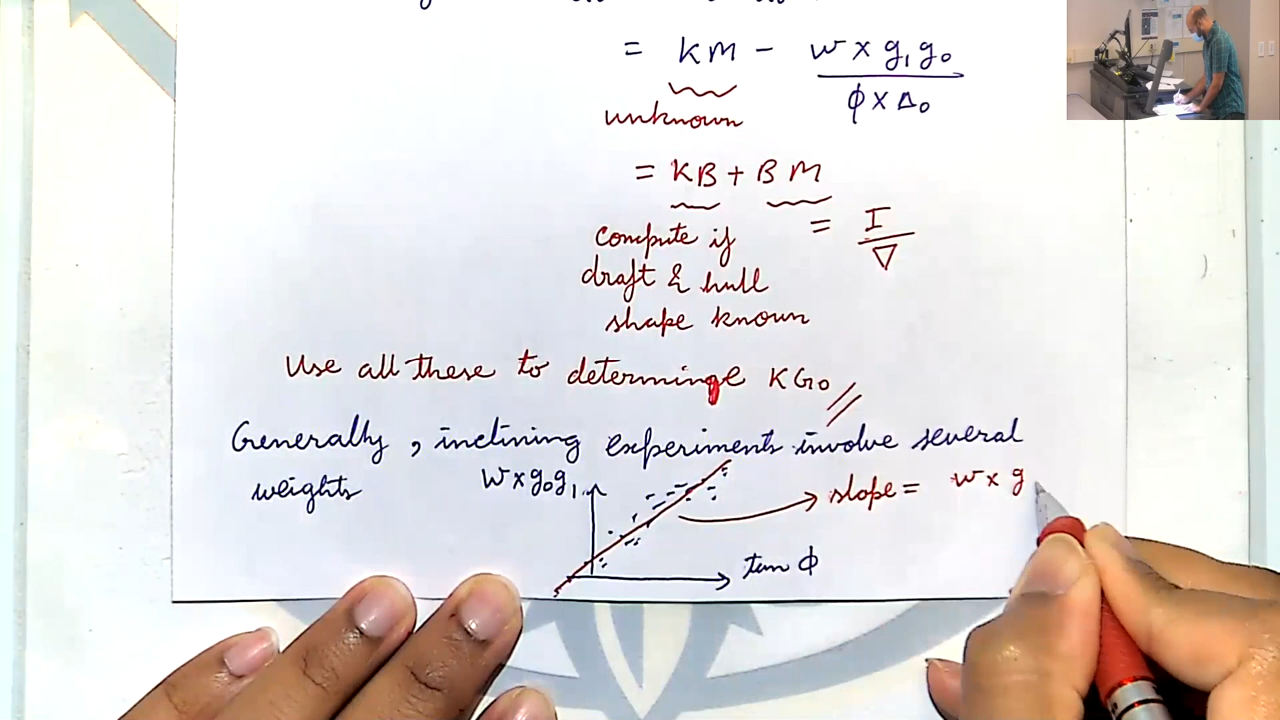 = KM - w x g₁g₀ / ϕ x Δ₀
unknown
= KB + BM
= I / ∇
compute if
draft & hull
shape known
Use all these to determine KG₀
Generally, inclining experiments involve several
weights
w x g₀g₁
slope = w x g
tan ϕ